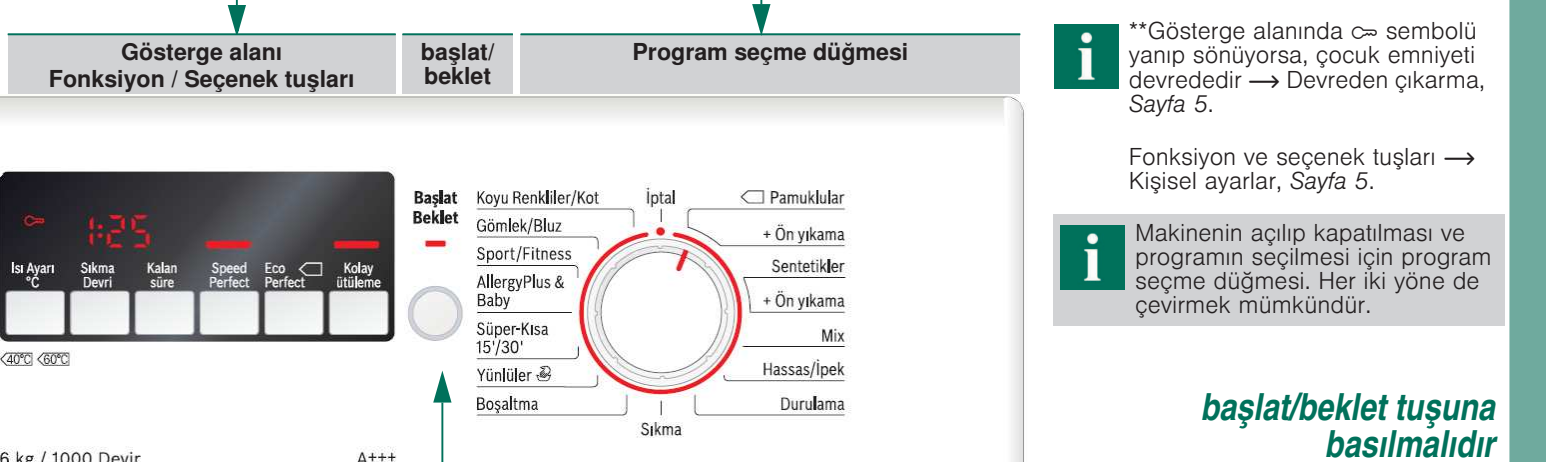 Gösterge alanı
Fonksiyon / Seçenek tuşları
başlat/
beklet
Program seçme düğmesi
1:25
Isı Ayarı
°C
Sıkma
Devri
Kalan
süre
Speed
Perfect
Eco
Perfect
Kolay
ütüleme
40°C 60°C
Başlat
Beklet
Koyu Renkliler/Kot
Gömlek/Bluz
Sport/Fitness
AllergyPlus &
Baby
Süper-Kısa
15'/30'
Yünlüler
Boşaltma
İptal
Pamuklular
+ Ön yıkama
Sentetikler
+ Ön yıkama
Mix
Hassas/İpek
Durulama
Sıkma
6 kg / 1000 Devir
A+++
i
**Gösterge alanında sembolü
yanıp sönüyorsa, çocuk emniyeti
devrededir → Devreden çıkarma,
Sayfa 5.
Fonksiyon ve seçenek tuşları →
Kişisel ayarlar, Sayfa 5.
i
Makinenin açılıp kapatılması ve
programın seçilmesi için program
seçme düğmesi. Her iki yöne de
çevirmek mümkündür.
başlat/beklet tuşuna
basılmalıdır